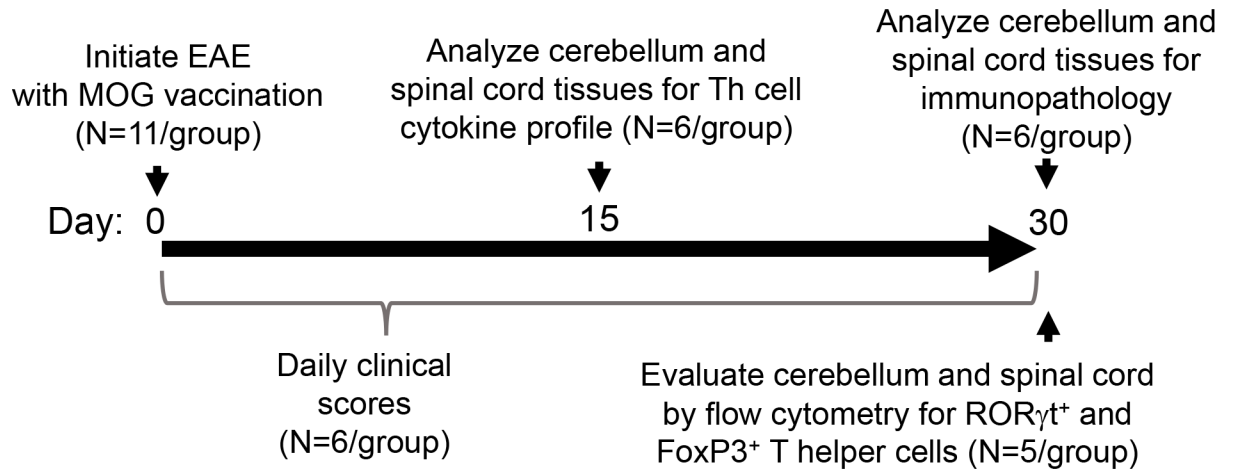 Initiate EAE
with MOG vaccination
(N=11/group)
Analyze cerebellum and
spinal cord tissues for Th cell
cytokine profile (N=6/group)
Analyze cerebellum and
spinal cord tissues for
immunopathology
(N=6/group)
Day: 0 15 30
Daily clinical
scores
(N=6/group)
Evaluate cerebellum and spinal cord
by flow cytometry for RORγt⁺ and
FoxP3⁺ T helper cells (N=5/group)